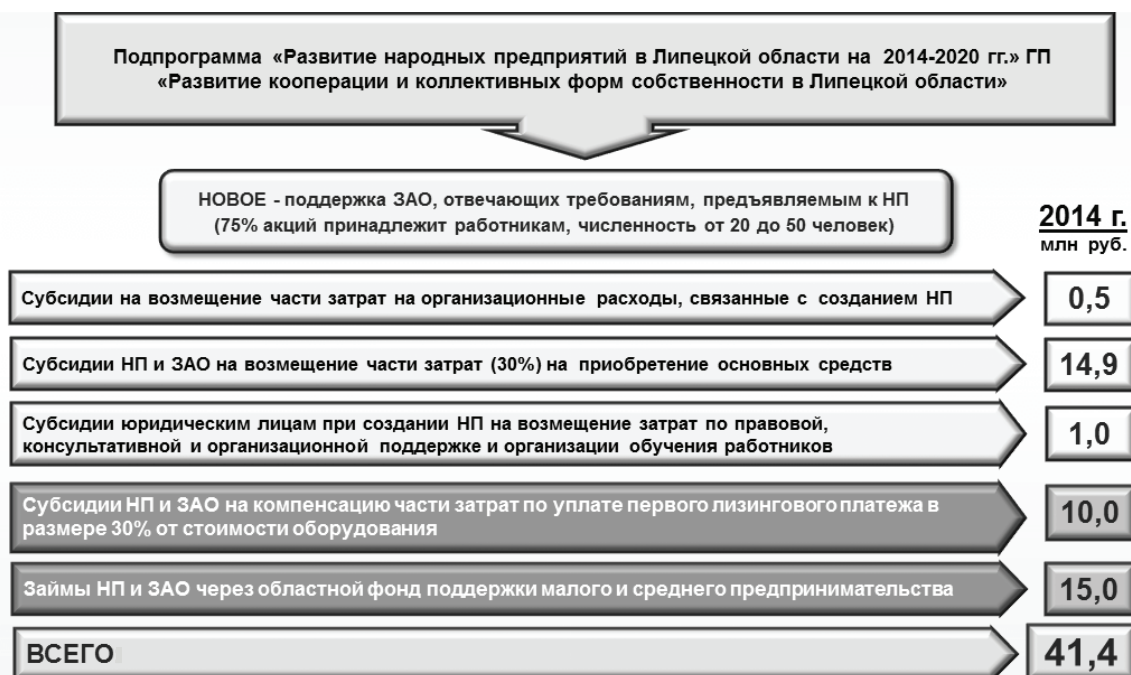 Подпрограмма «Развитие народных предприятий в Липецкой области на 2014-2020 гг.» ГП
«Развитие кооперации и коллективных форм собственности в Липецкой области»
НОВОЕ - поддержка ЗАО, отвечающих требованиям, предъявляемым к НП
(75% акций принадлежит работникам, численность от 20 до 50 человек)
2014 г.
млн руб.
Субсидии на возмещение части затрат на организационные расходы, связанные с созданием НП
0,5
Субсидии НП и ЗАО на возмещение части затрат (30%) на приобретение основных средств
14,9
Субсидии юридическим лицам при создании НП на возмещение затрат по правовой,
консультативной и организационной поддержке и организации обучения работников
1,0
Субсидии НП и ЗАО на компенсацию части затрат по уплате первого лизингового платежа в
размере 30% от стоимости оборудования
10,0
Займы НП и ЗАО через областной фонд поддержки малого и среднего предпринимательства
15,0
ВСЕГО
41,4